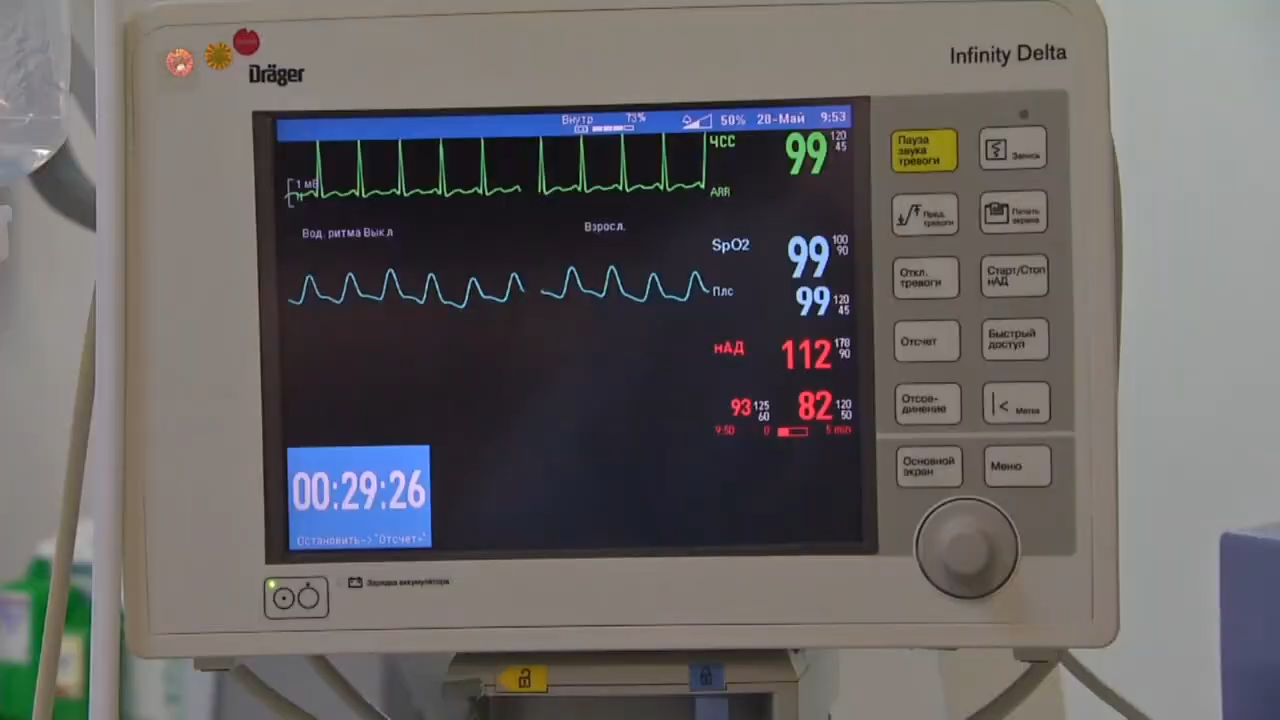 Dräger
Infinity Delta
Внутр 73% 50% 28-Май 9:53
1 мВ
ЧСС 99 120 45
ARR
Вод. ритма Выкл Взросл.
SpO2 99 100 90
Плс 99 120 45
нАД 112 170 90
93 125 60 82 120 50
9:50 0 5 min
00:29:26
Остановить->"Отсчет"
Зарядка аккумулятора
Пауза
звука
тревоги
Запись
Пред.
тревоги
Печать
экрана
Откл.
тревоги
Старт/Стоп
нАД
Отсчет
Быстрый
доступ
Отсое-
динение
Метка
Основной
экран
Меню